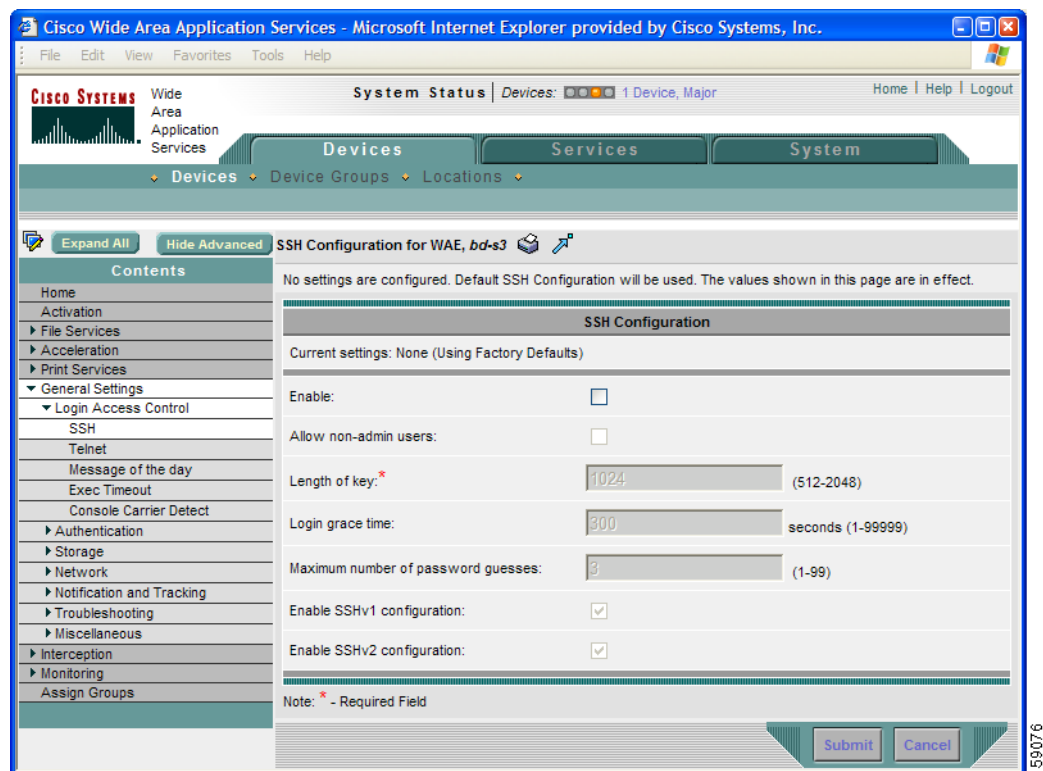 Cisco Wide Area Application Services - Microsoft Internet Explorer provided by Cisco Systems, Inc.
File Edit View Favorites Tools Help
CISCO SYSTEMS
Wide
Area
Application
Services
System Status | Devices: 1 Device, Major
Home | Help | Logout
Devices Services System
Devices Device Groups Locations
Expand All Hide Advanced
SSH Configuration for WAE, bd-s3
Contents
Home
Activation
File Services
Acceleration
Print Services
General Settings
Login Access Control
SSH
Telnet
Message of the day
Exec Timeout
Console Carrier Detect
Authentication
Storage
Network
Notification and Tracking
Troubleshooting
Miscellaneous
Interception
Monitoring
Assign Groups
No settings are configured. Default SSH Configuration will be used. The values shown in this page are in effect.
SSH Configuration
Current settings: None (Using Factory Defaults)
Enable:
Allow non-admin users:
Length of key:* 1024 (512-2048)
Login grace time: 300 seconds (1-99999)
Maximum number of password guesses: 3 (1-99)
Enable SSHv1 configuration:
Enable SSHv2 configuration:
Note: * - Required Field
Submit Cancel
59076